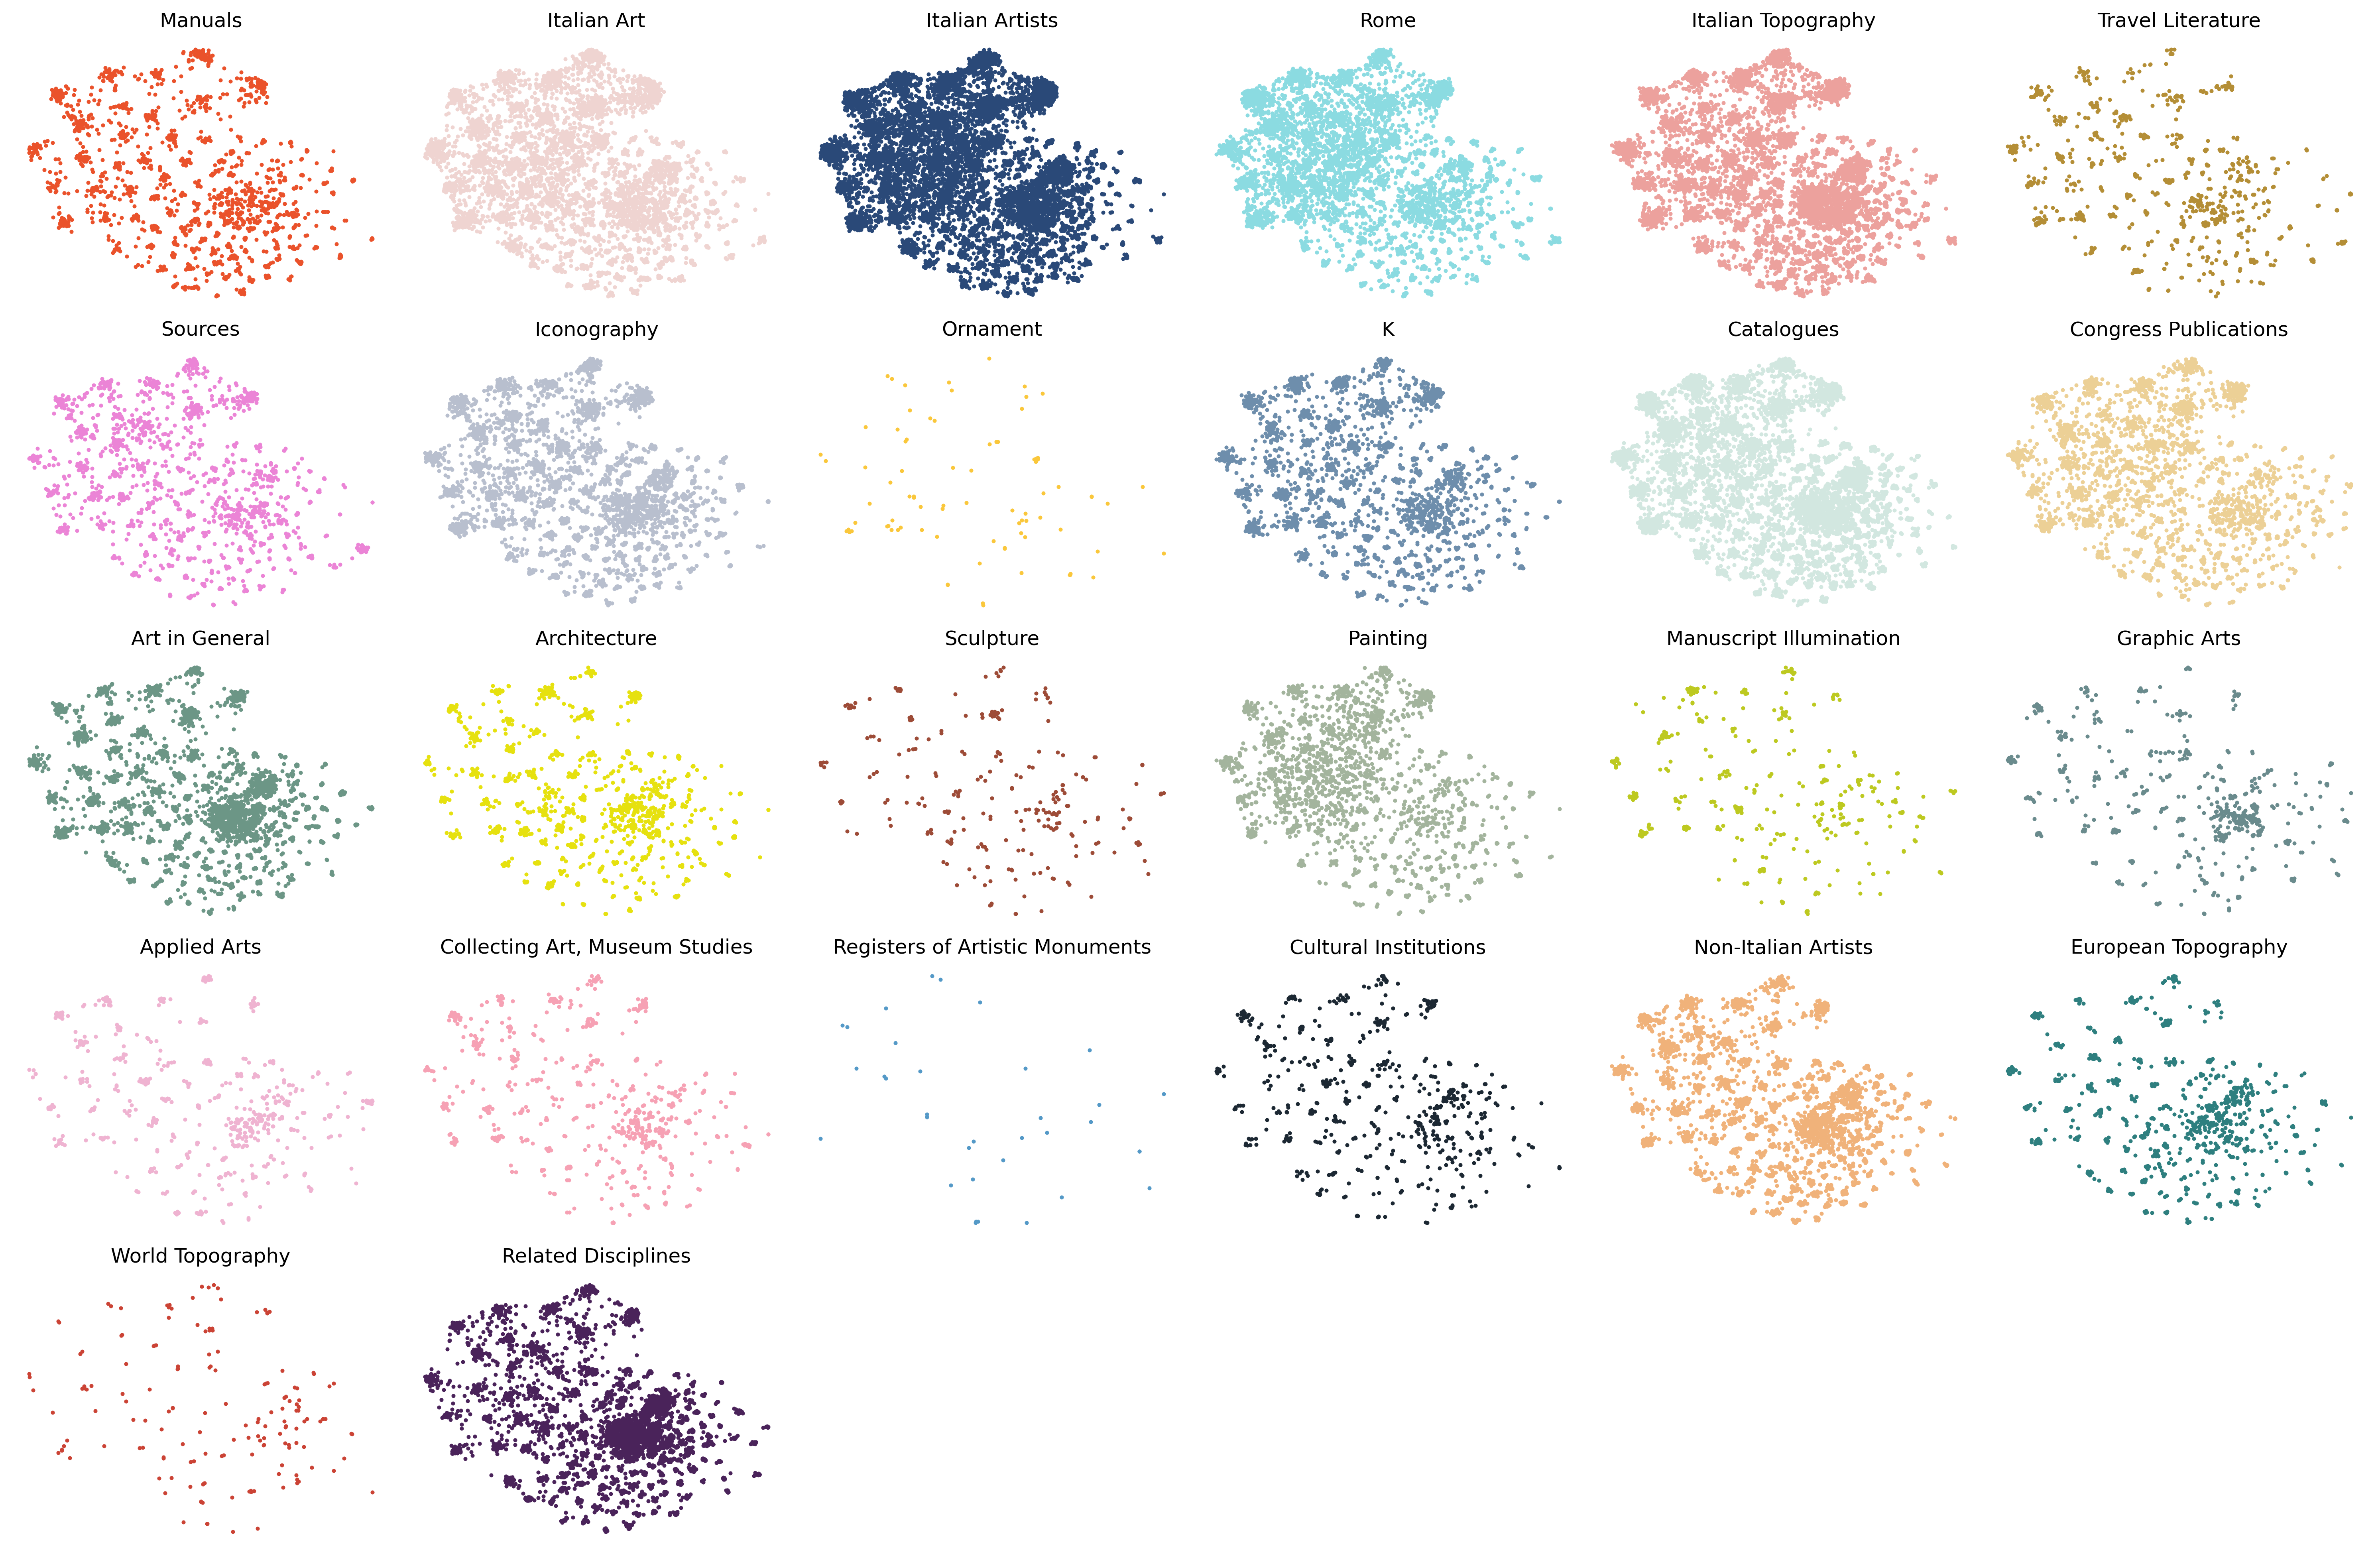 Manuals
Italian Art
Italian Artists
Rome
Italian Topography
Travel Literature
Sources
Iconography
Ornament
K
Catalogues
Congress Publications
Art in General
Architecture
Sculpture
Painting
Manuscript Illumination
Graphic Arts
Applied Arts
Collecting Art, Museum Studies
Registers of Artistic Monuments
Cultural Institutions
Non-Italian Artists
European Topography
World Topography
Related Disciplines